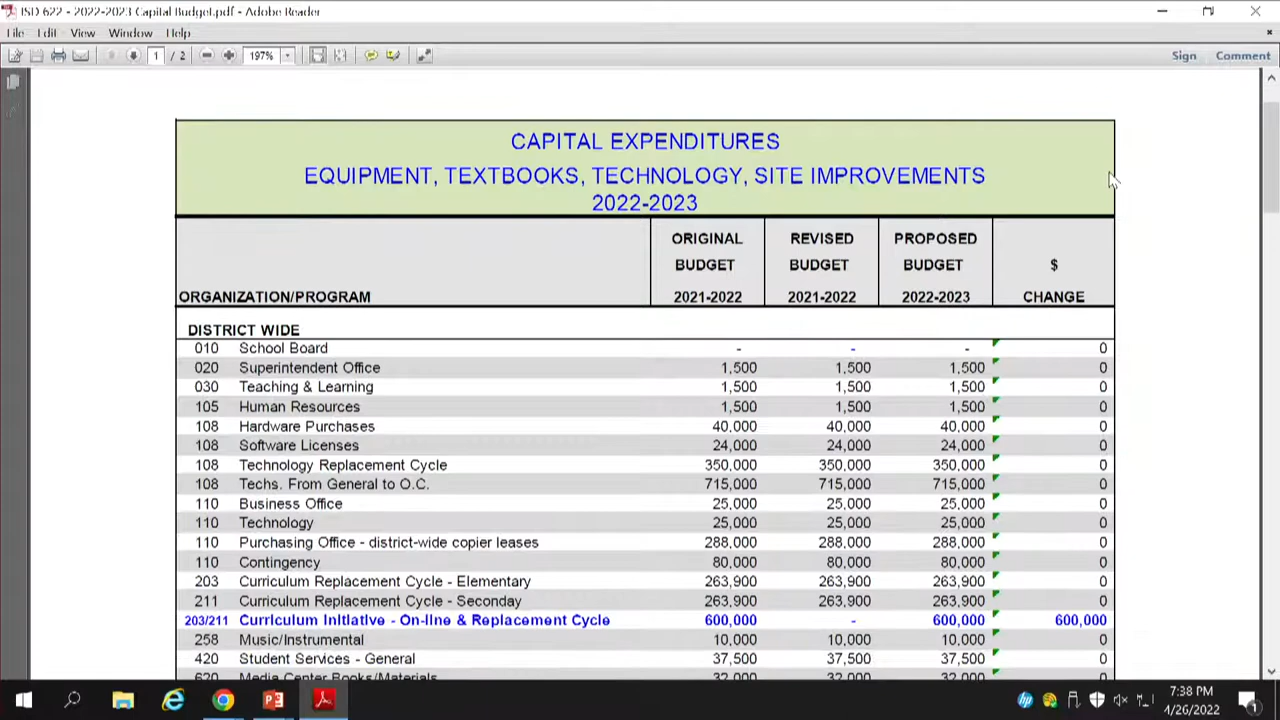 ISD 622 - 2022-2023 Capital Budget.pdf - Adobe Reader
File Edit View Window Help
1 / 2 197% Sign Comment
CAPITAL EXPENDITURES
EQUIPMENT, TEXTBOOKS, TECHNOLOGY, SITE IMPROVEMENTS
2022-2023
ORIGINAL REVISED PROPOSED
BUDGET BUDGET BUDGET $
ORGANIZATION/PROGRAM 2021-2022 2021-2022 2022-2023 CHANGE
DISTRICT WIDE
010 School Board - - - 0
020 Superintendent Office 1,500 1,500 1,500 0
030 Teaching & Learning 1,500 1,500 1,500 0
105 Human Resources 1,500 1,500 1,500 0
108 Hardware Purchases 40,000 40,000 40,000 0
108 Software Licenses 24,000 24,000 24,000 0
108 Technology Replacement Cycle 350,000 350,000 350,000 0
108 Techs. From General to O.C. 715,000 715,000 715,000 0
110 Business Office 25,000 25,000 25,000 0
110 Technology 25,000 25,000 25,000 0
110 Purchasing Office - district-wide copier leases 288,000 288,000 288,000 0
110 Contingency 80,000 80,000 80,000 0
203 Curriculum Replacement Cycle - Elementary 263,900 263,900 263,900 0
211 Curriculum Replacement Cycle - Seconday 263,900 263,900 263,900 0
203/211 Curriculum Initiative - On-line & Replacement Cycle 600,000 - 600,000 600,000
258 Music/Instrumental 10,000 10,000 10,000 0
420 Student Services - General 37,500 37,500 37,500 0
620 Media Center Books/Materials 32,000 32,000 32,000 0
7:38 PM
4/26/2022